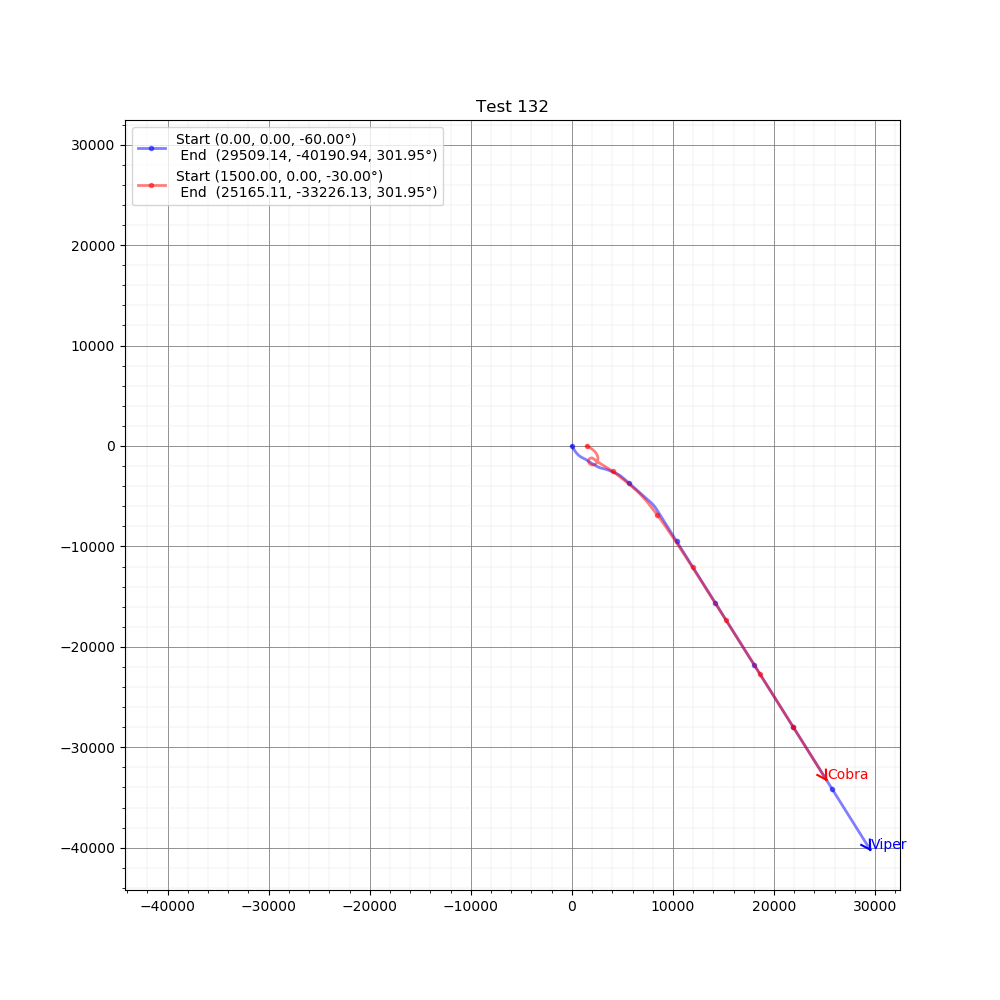 Test 132
Start (0.00, 0.00, -60.00°)
End  (29509.14, -40190.94, 301.95°)
Start (1500.00, 0.00, -30.00°)
End  (25165.11, -33226.13, 301.95°)
30000
20000
10000
0
−10000
−20000
−30000
−40000
Cobra
Viper
−40000
−30000
−20000
−10000
0
10000
20000
30000